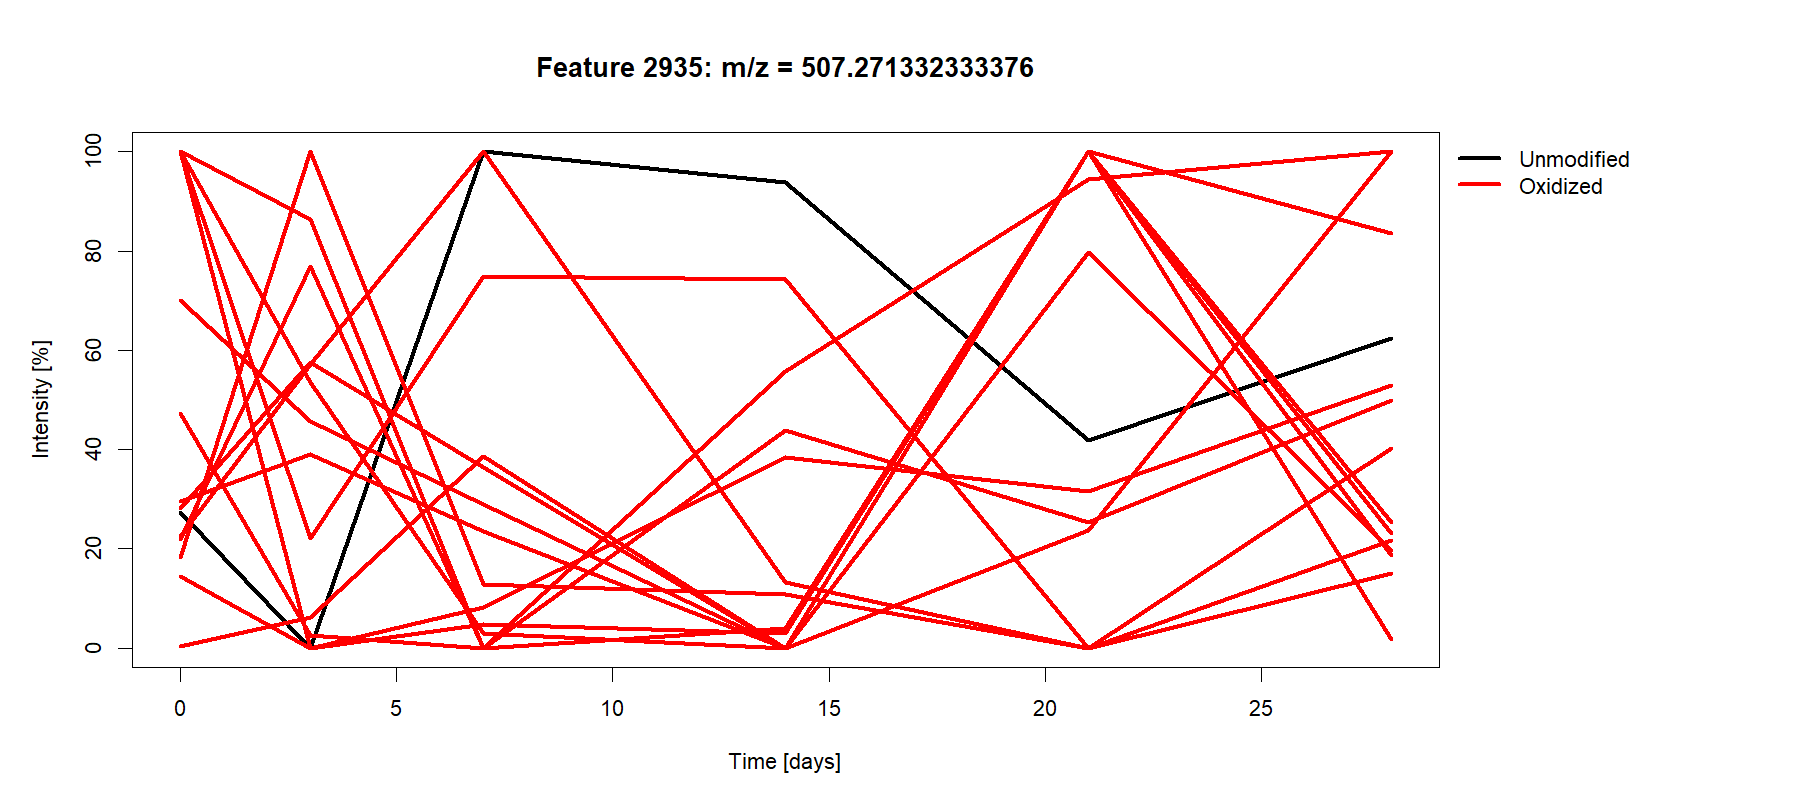 Feature 2935: m/z = 507.271332333376
Unmodified
Oxidized
100
80
60
40
20
0
Intensity [%]
0 5 10 15 20 25
Time [days]